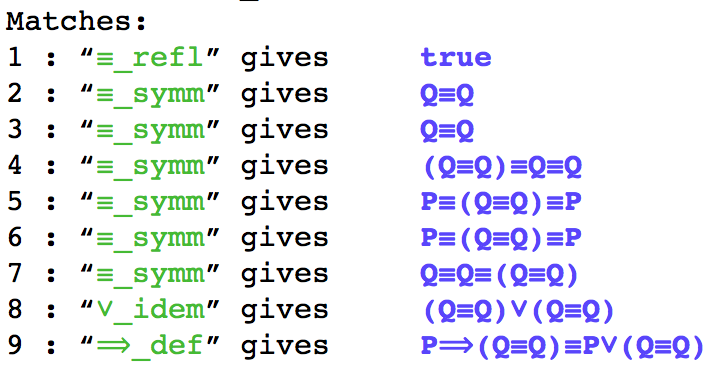 Matches:
1 : “≡_refl” gives true
2 : “≡_symm” gives Q≡Q
3 : “≡_symm” gives Q≡Q
4 : “≡_symm” gives (Q≡Q)≡Q≡Q
5 : “≡_symm” gives P≡(Q≡Q)≡P
6 : “≡_symm” gives P≡(Q≡Q)≡P
7 : “≡_symm” gives Q≡Q≡(Q≡Q)
8 : “∨_idem” gives (Q≡Q)∨(Q≡Q)
9 : “⟹_def” gives P⟹(Q≡Q)≡P∨(Q≡Q)